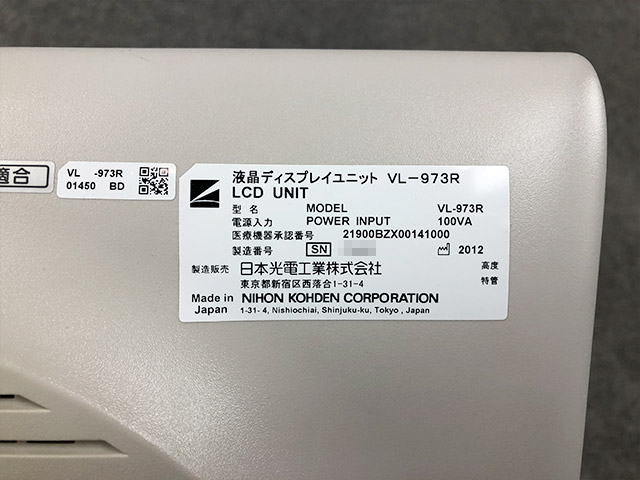 適合
VL -973R
01450 BD
液晶ディスプレイユニット VL-973R
LCD UNIT
型 名 MODEL VL-973R
電源入力 POWER INPUT 100VA
医療機器承認番号 21900BZX00141000
製造番号 SN 2012
製造販売 日本光電工業株式会社 高度
東京都新宿区西落合1-31-4 特管
Made in NIHON KOHDEN CORPORATION
Japan 1-31- 4, Nishiochiai, Shinjuku-ku, Tokyo , Japan